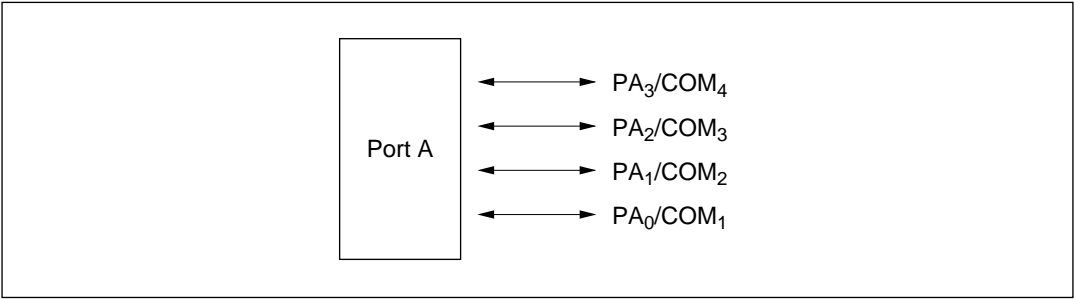 PA₃/COM₄
PA₂/COM₃
Port A
PA₁/COM₂
PA₀/COM₁